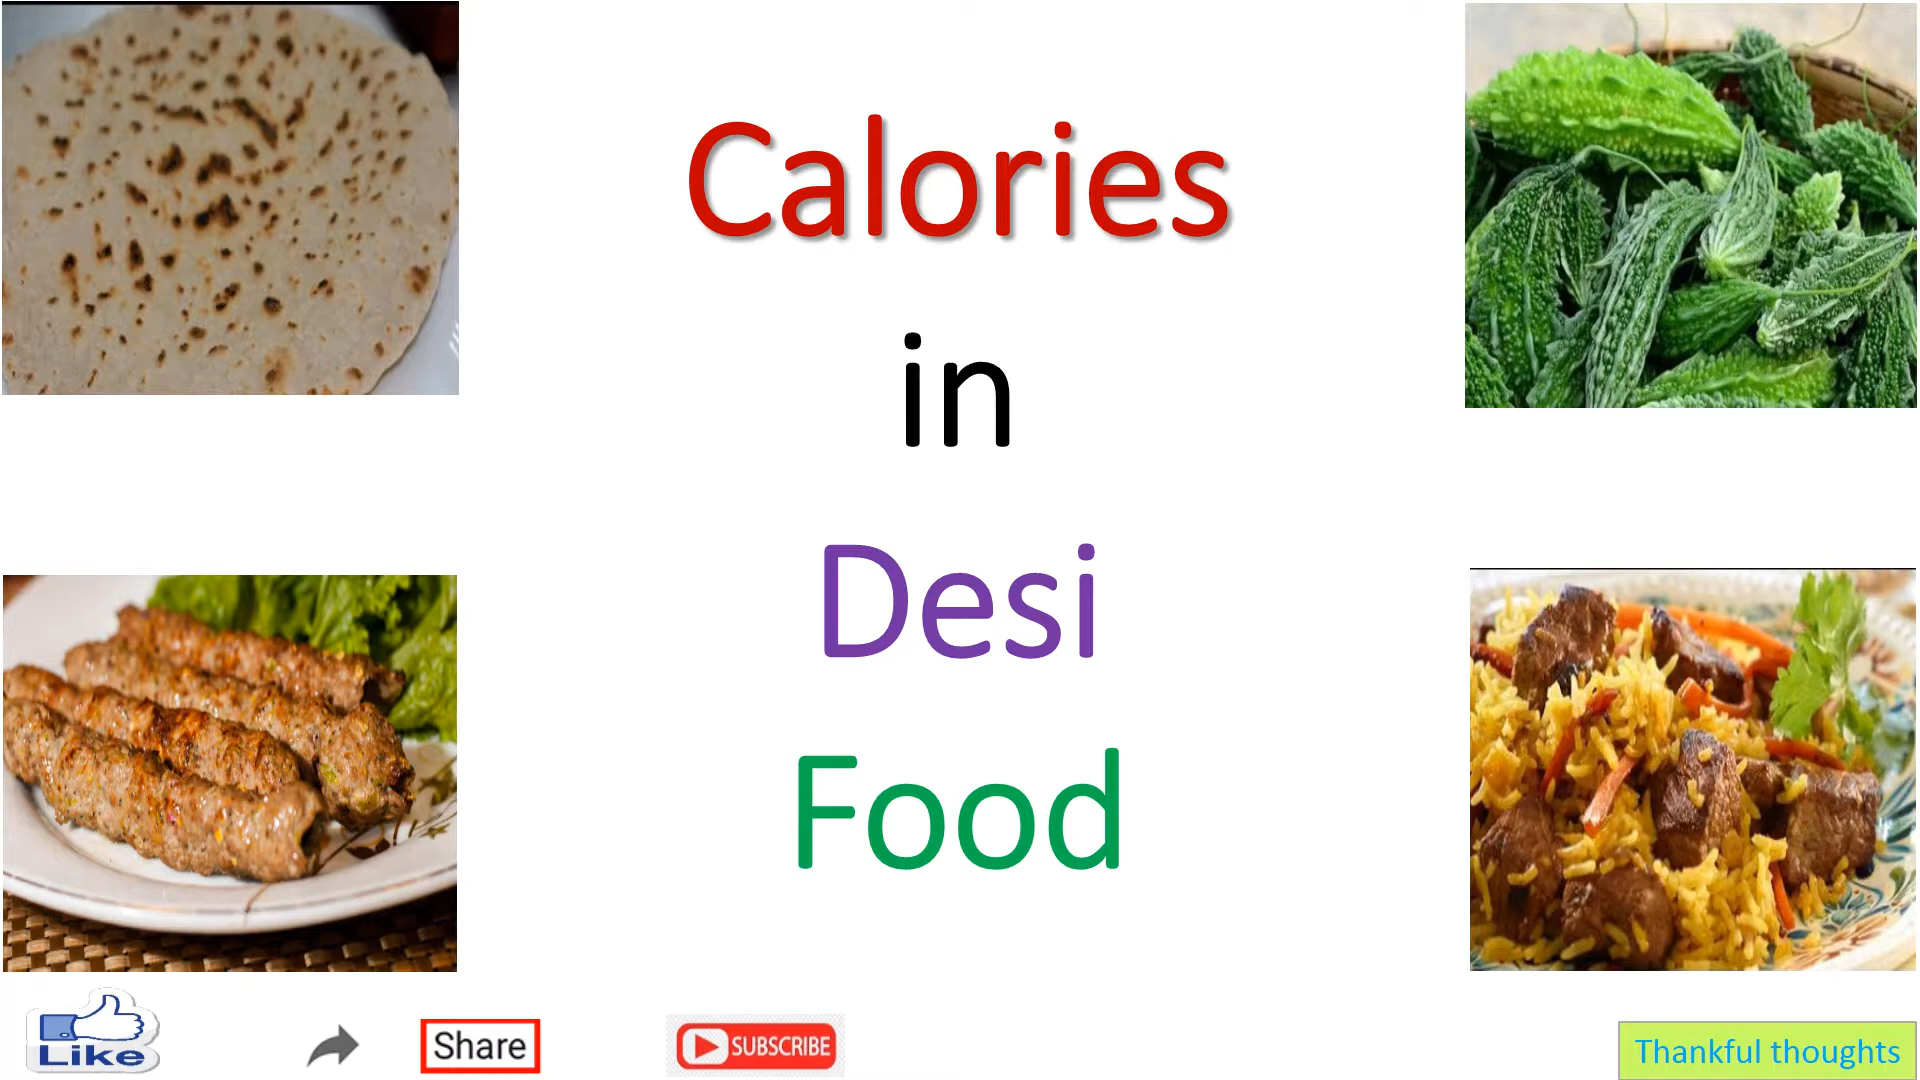 Calories
in
Desi
Food
Like
Share
SUBSCRIBE
Thankful thoughts